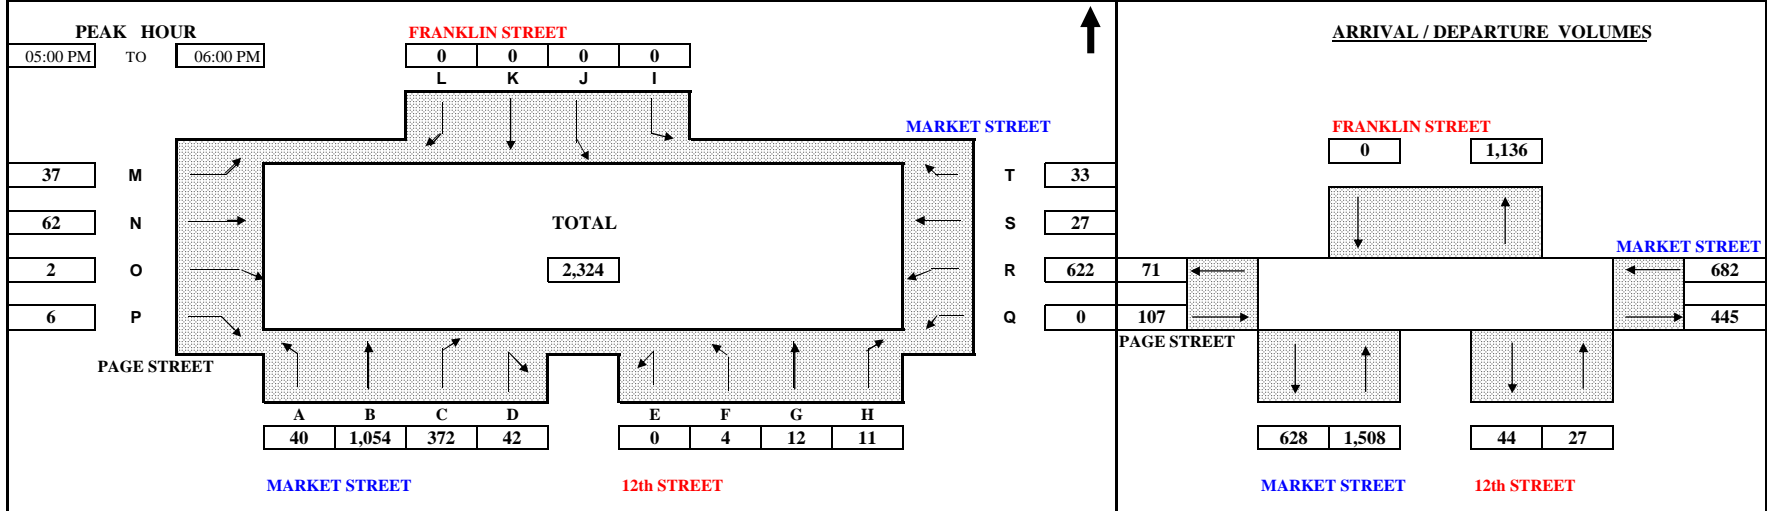 PEAK HOUR
05:00 PM TO 06:00 PM
FRANKLIN STREET
0 0 0 0
L K J I
MARKET STREET
37 M
62 N
2 O
6 P
PAGE STREET
TOTAL
2,324
T 33
S 27
R 622
Q 0
A B C D
40 1,054 372 42
MARKET STREET
E F G H
0 4 12 11
12th STREET
ARRIVAL / DEPARTURE VOLUMES
FRANKLIN STREET
0 1,136
MARKET STREET
71
107
PAGE STREET
682
445
628 1,508
44 27
MARKET STREET
12th STREET